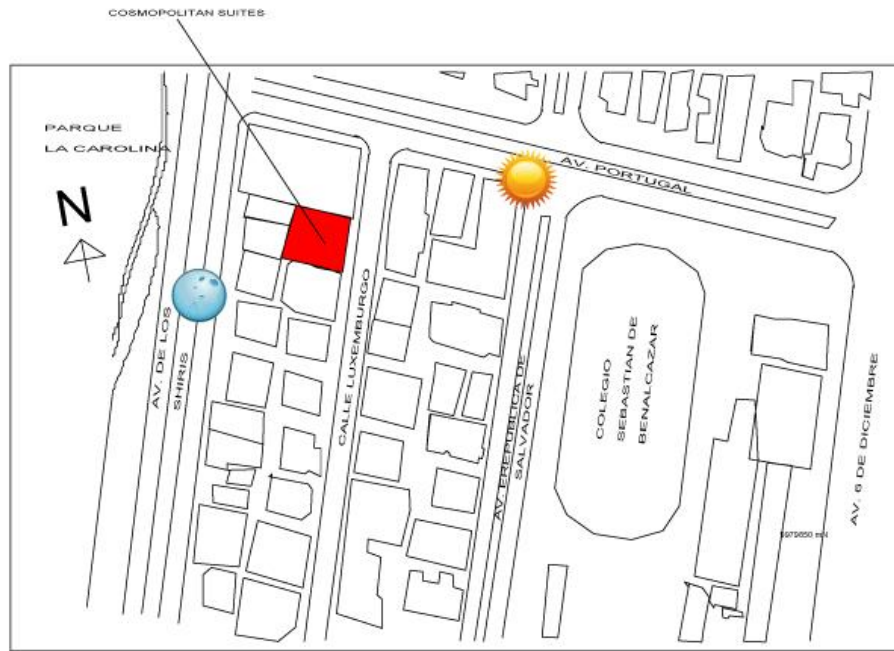 COSMOPOLITAN SUITES
PARQUE
LA CAROLINA
N
AV. PORTUGAL
AV. DE LOS
SHIRIS
CALLE LUXEMBURGO
AV. EREPUBLICA DE
SALVADOR
COLEGIO
SEBASTIAN DE
BENALCAZAR
AV. 6 DE DICIEMBRE